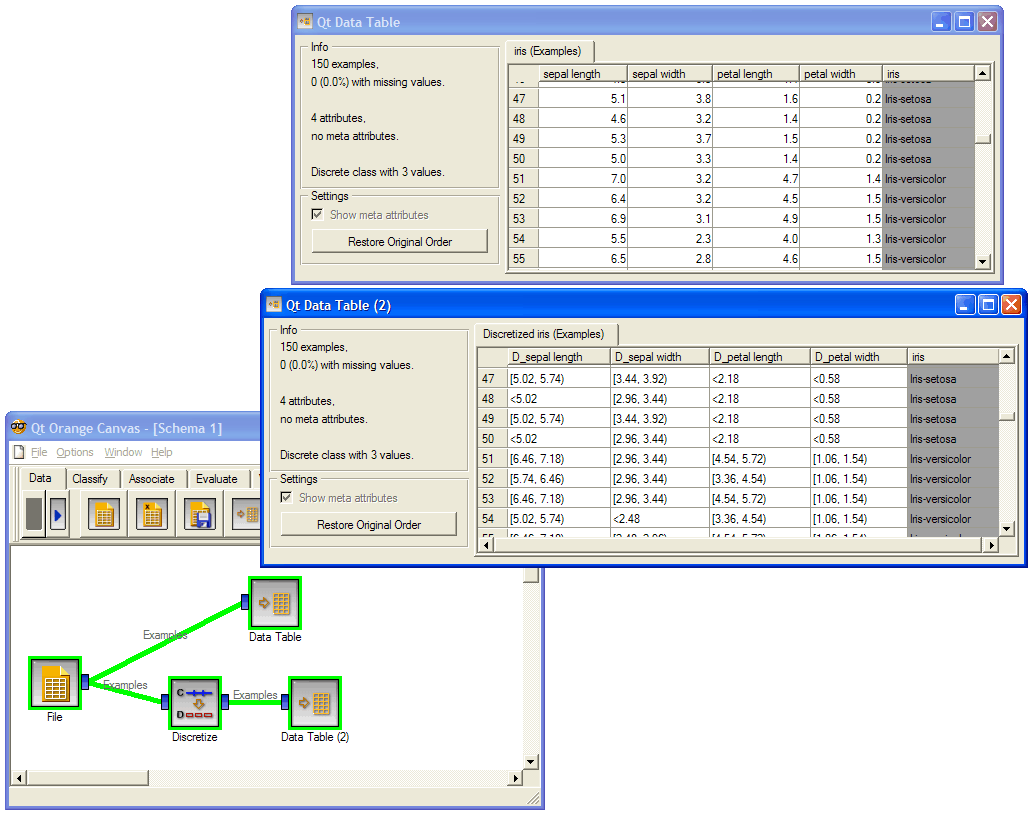 Qt Data Table
Info
150 examples,
0 (0.0%) with missing values.
4 attributes,
no meta attributes.
Discrete class with 3 values.
Settings
Show meta attributes
Restore Original Order
iris (Examples)
sepal length sepal width petal length petal width iris
47 5.1 3.8 1.6 0.2 Iris-setosa
48 4.6 3.2 1.4 0.2 Iris-setosa
49 5.3 3.7 1.5 0.2 Iris-setosa
50 5.0 3.3 1.4 0.2 Iris-setosa
51 7.0 3.2 4.7 1.4 Iris-versicolor
52 6.4 3.2 4.5 1.5 Iris-versicolor
53 6.9 3.1 4.9 1.5 Iris-versicolor
54 5.5 2.3 4.0 1.3 Iris-versicolor
55 6.5 2.8 4.6 1.5 Iris-versicolor
Qt Data Table (2)
Info
150 examples,
0 (0.0%) with missing values.
4 attributes,
no meta attributes.
Discrete class with 3 values.
Settings
Show meta attributes
Restore Original Order
Discretized iris (Examples)
D_sepal length D_sepal width D_petal length D_petal width iris
47 [5.02, 5.74) [3.44, 3.92) <2.18 <0.58 Iris-setosa
48 <5.02 [2.96, 3.44) <2.18 <0.58 Iris-setosa
49 [5.02, 5.74) [3.44, 3.92) <2.18 <0.58 Iris-setosa
50 <5.02 [2.96, 3.44) <2.18 <0.58 Iris-setosa
51 [6.46, 7.18) [2.96, 3.44) [4.54, 5.72) [1.06, 1.54) Iris-versicolor
52 [5.74, 6.46) [2.96, 3.44) [3.36, 4.54) [1.06, 1.54) Iris-versicolor
53 [6.46, 7.18) [2.96, 3.44) [4.54, 5.72) [1.06, 1.54) Iris-versicolor
54 [5.02, 5.74) <2.48 [3.36, 4.54) [1.06, 1.54) Iris-versicolor
Qt Orange Canvas - [Schema 1]
File Options Window Help
Data Classify Associate Evaluate
Examples
Data Table
File
Examples
C
D
Discretize
Examples
Data Table (2)